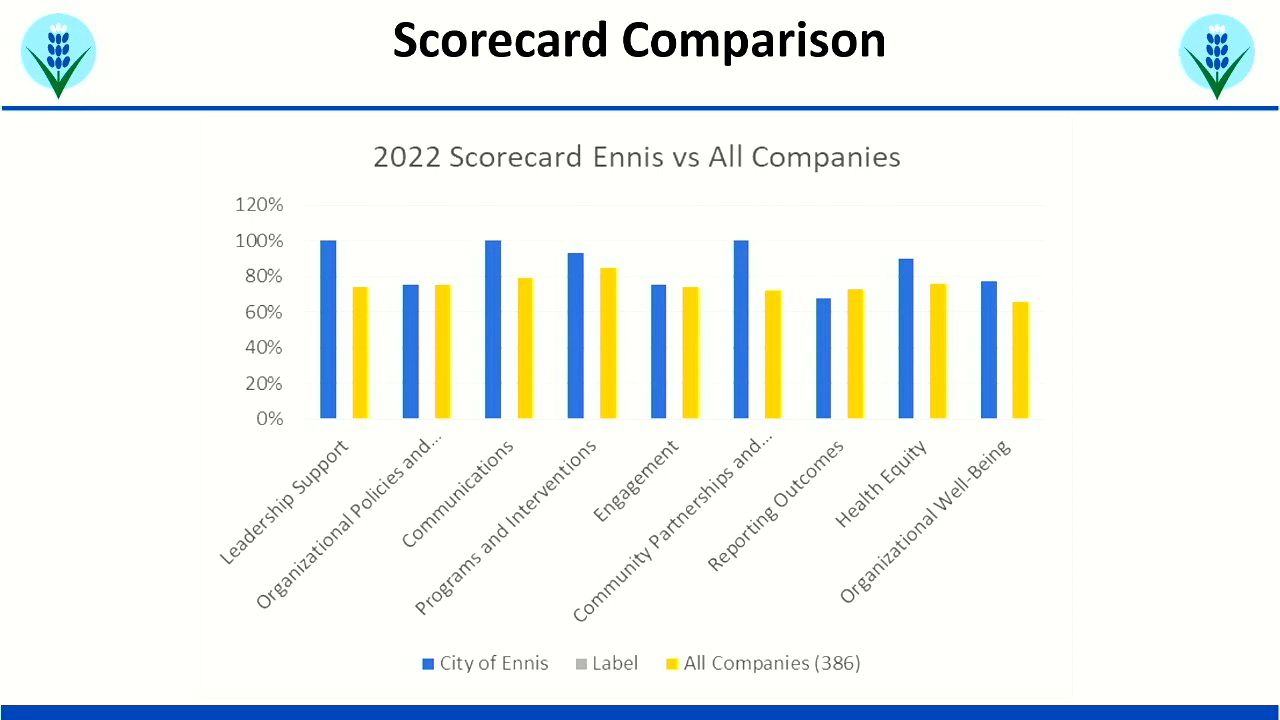 Scorecard Comparison
2022 Scorecard Ennis vs All Companies
120%
100%
80%
60%
40%
20%
0%
Leadership Support
Organizational Policies and...
Communications
Programs and Interventions
Engagement
Community Partnerships and...
Reporting Outcomes
Health Equity
Organizational Well-Being
City of Ennis
Label
All Companies (386)